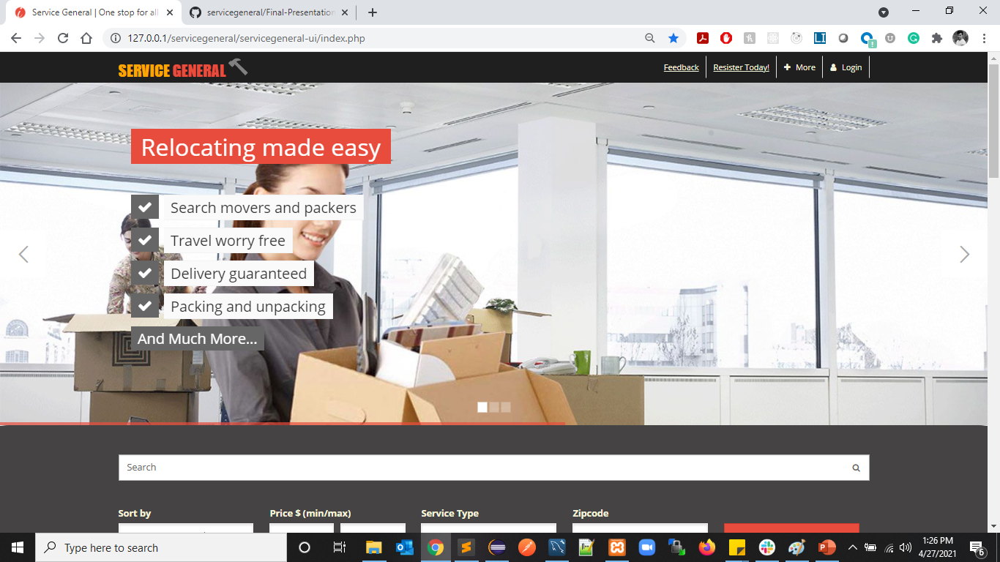 Service General | One stop for all
servicegeneral/Final-Presentation
127.0.0.1/servicegeneral/servicegeneral-ui/index.php
SERVICE GENERAL
Feedback
Resister Today!
More
Login
Relocating made easy
Search movers and packers
Travel worry free
Delivery guaranteed
Packing and unpacking
And Much More...
Search
Sort by
Price $ (min/max)
Service Type
Zipcode
Type here to search
1:26 PM
4/27/2021
6